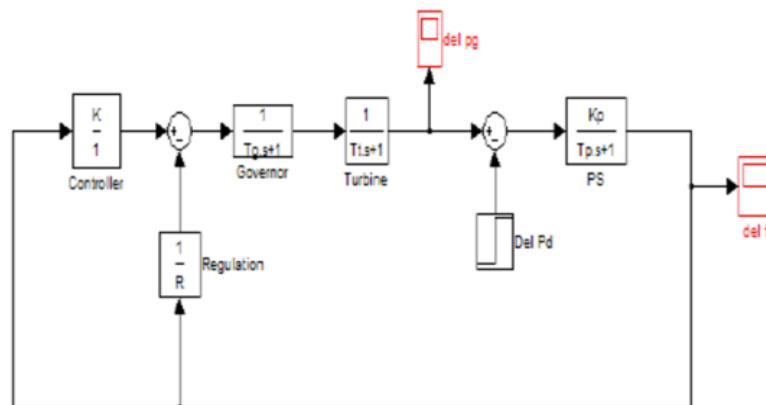 del pg
K
1
Controller
+
-
1
Tg.s+1
Governor
1
Tt.s+1
Turbine
+
-
Kp
Tp.s+1
PS
1
R
Regulation
Del Pd
del f